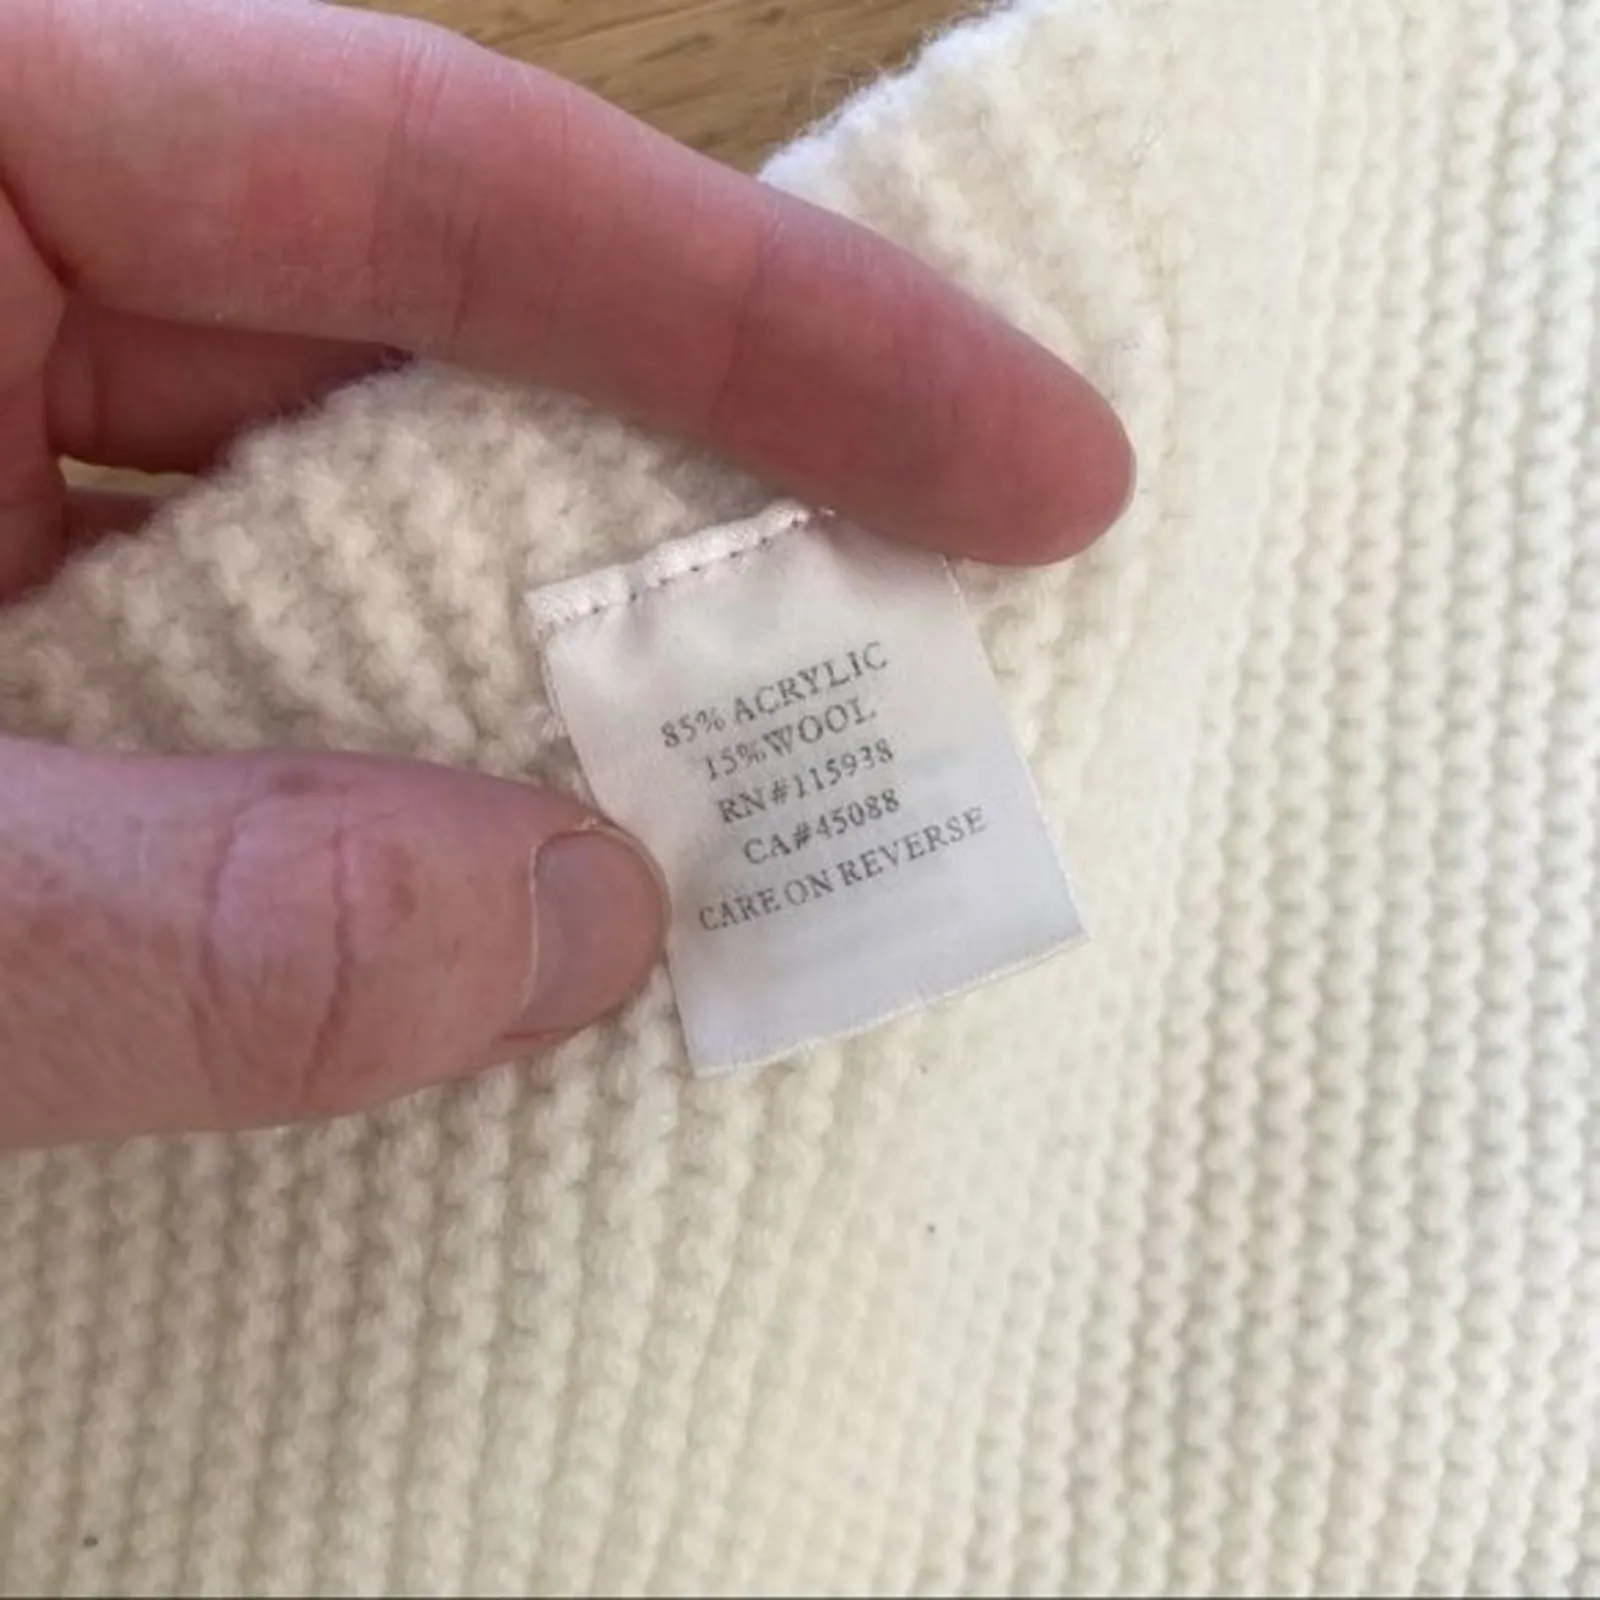 85% ACRYLIC
15% WOOL
RN#115938
CA#45088
CARE ON REVERSE